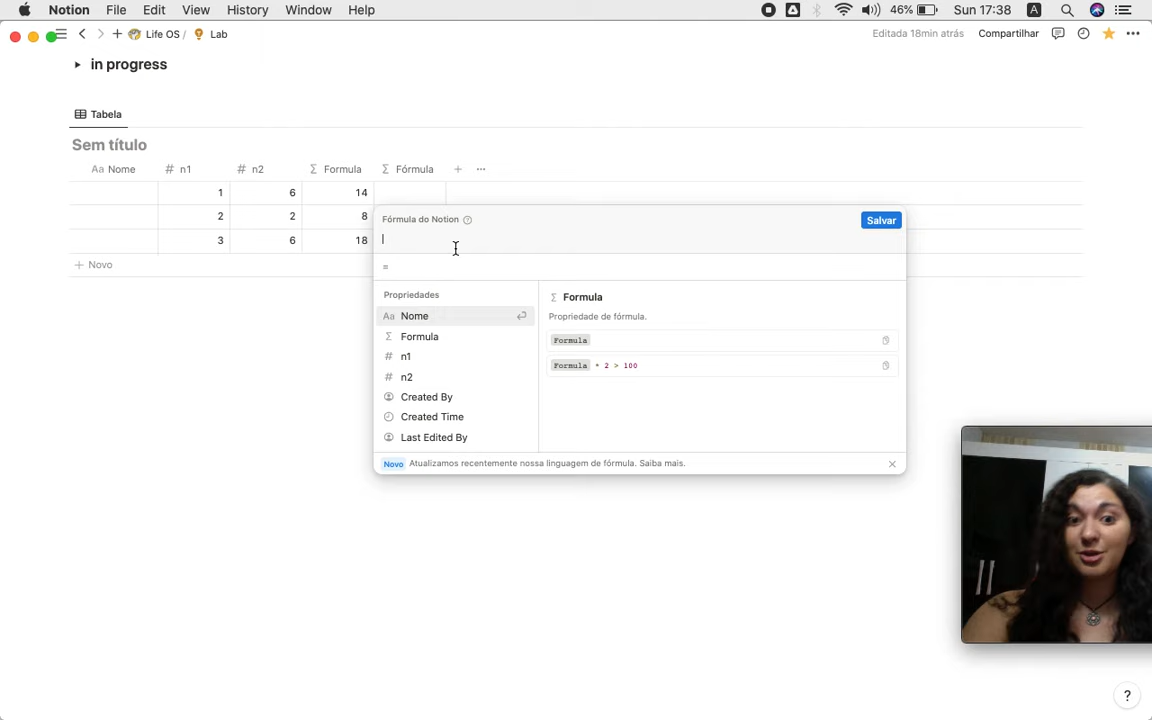 Notion File Edit View History Window Help 46% Sun 17:38 A
Life OS / Lab Editada 18min atrás Compartilhar
in progress
Tabela
Sem título
Aa Nome # n1 # n2 Σ Formula Σ Fórmula + •••
1 6 14
2 2 8
3 6 18
+ Novo
Fórmula do Notion ? Salvar
=
Propriedades
Aa Nome
Σ Formula
# n1
# n2
Created By
Created Time
Last Edited By
Σ Formula
Propriedade de fórmula.
Formula
Formula * 2 > 100
Novo Atualizamos recentemente nossa linguagem de fórmula. Saiba mais.
?